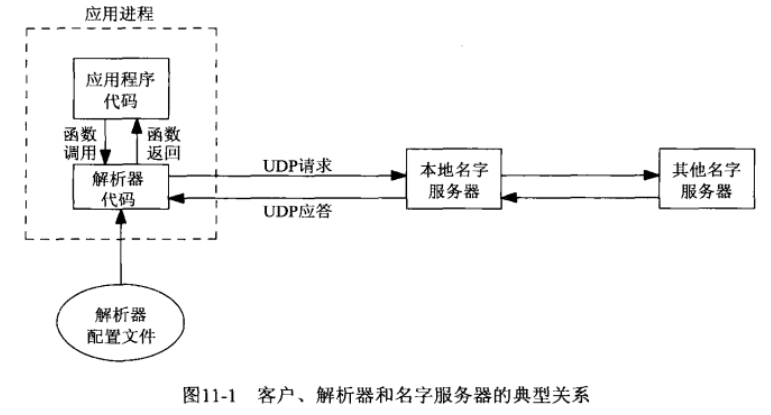 应用进程
应用程序
代码
函数
调用
函数
返回
解析器
代码
UDP请求
UDP应答
本地名字
服务器
其他名字
服务器
解析器
配置文件
图11-1 客户、解析器和名字服务器的典型关系